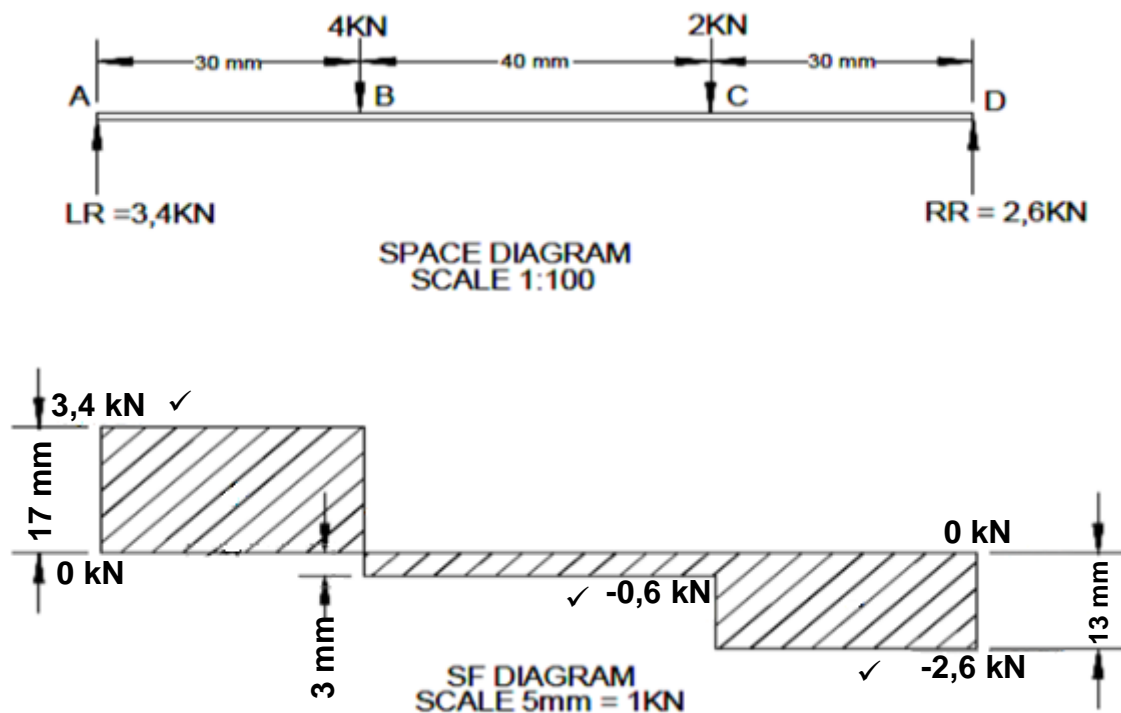 4KN 2KN
30 mm 40 mm 30 mm
A B C D
LR =3,4KN RR = 2,6KN
SPACE DIAGRAM
SCALE 1:100
3,4 kN ✓
17 mm
0 kN
0 kN
3 mm
✓ -0,6 kN
13 mm
✓ -2,6 kN
SF DIAGRAM
SCALE 5mm = 1KN